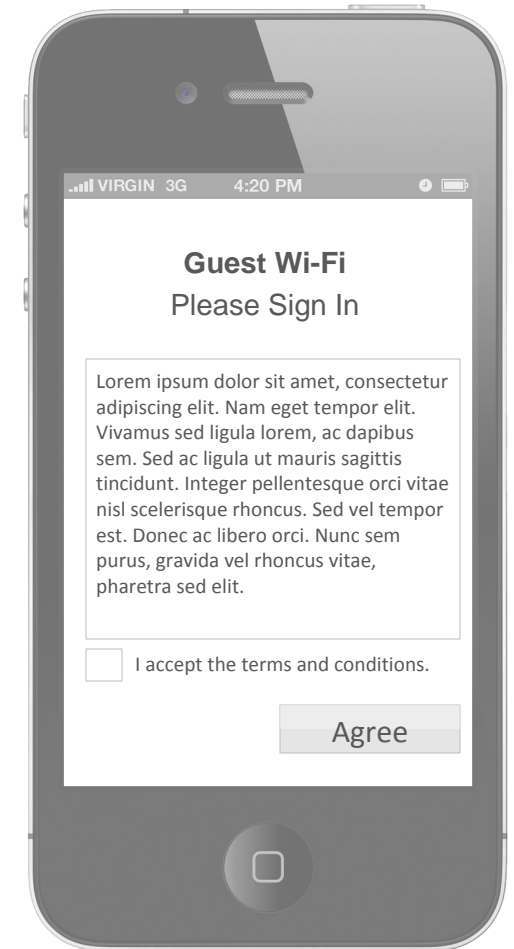 VIRGIN 3G 4:20 PM
Guest Wi-Fi
Please Sign In
Lorem ipsum dolor sit amet, consectetur
adipiscing elit. Nam eget tempor elit.
Vivamus sed ligula lorem, ac dapibus
sem. Sed ac ligula ut mauris sagittis
tincidunt. Integer pellentesque orci vitae
nisl scelerisque rhoncus. Sed vel tempor
est. Donec ac libero orci. Nunc sem
purus, gravida vel rhoncus vitae,
pharetra sed elit.
I accept the terms and conditions.
Agree